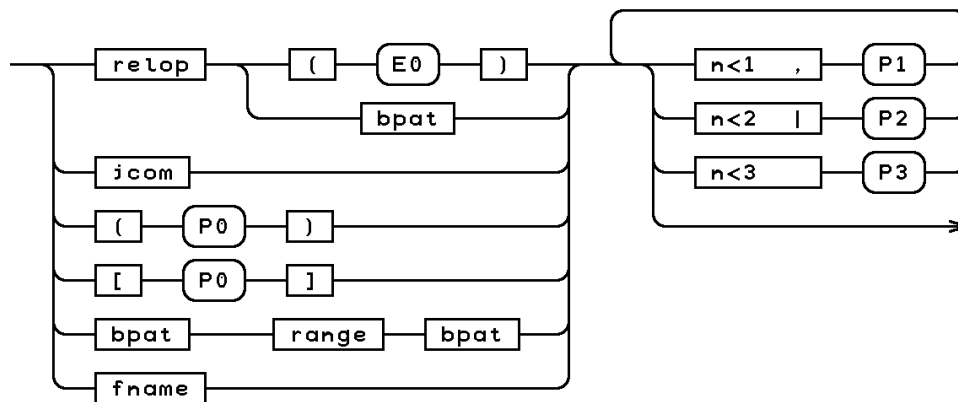 relop ( E0 ) n<1 , P1
bpat n<2 | P2
jcom n<3 P3
( P0 )
[ P0 ]
bpat range bpat
fname